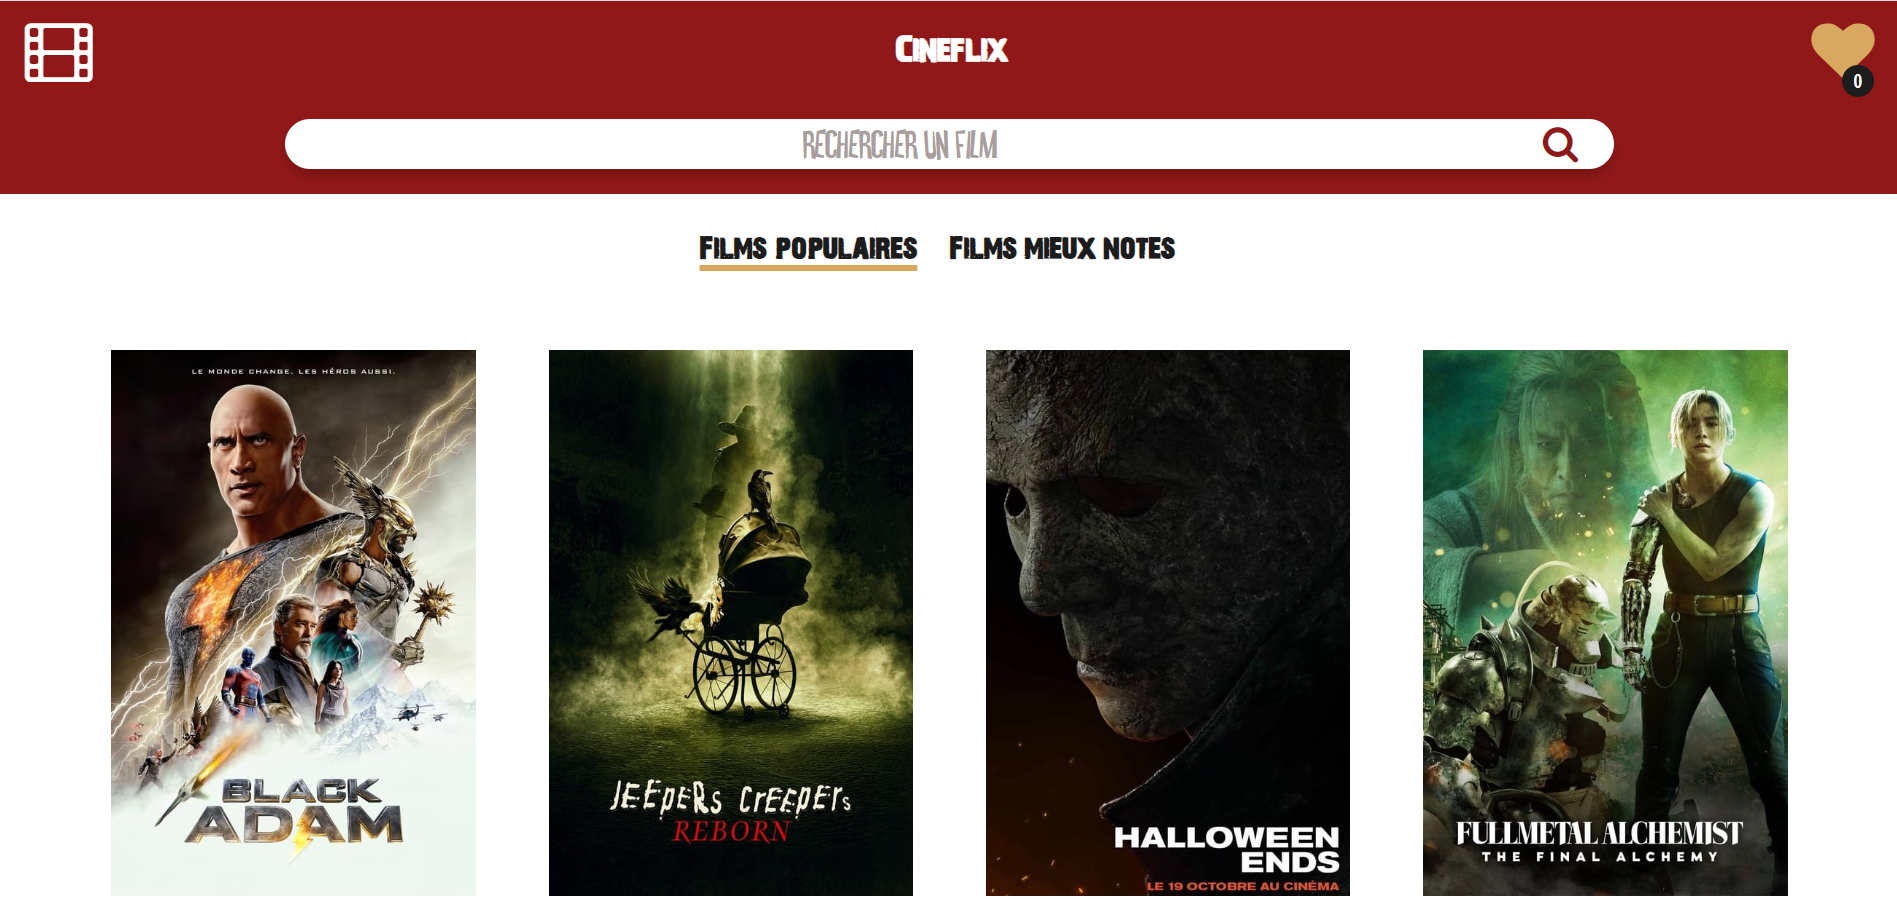 Cineflix
0
RECHERCHER UN FILM
Films populaires
Films mieux notes
LE MONDE CHANGE. LES HÉROS AUSSI.
BLACK
ADAM
JEEPERS CREEPERS
REBORN
HALLOWEEN
ENDS
LE 19 OCTOBRE AU CINÉMA
FULLMETAL ALCHEMIST
THE FINAL ALCHEMY